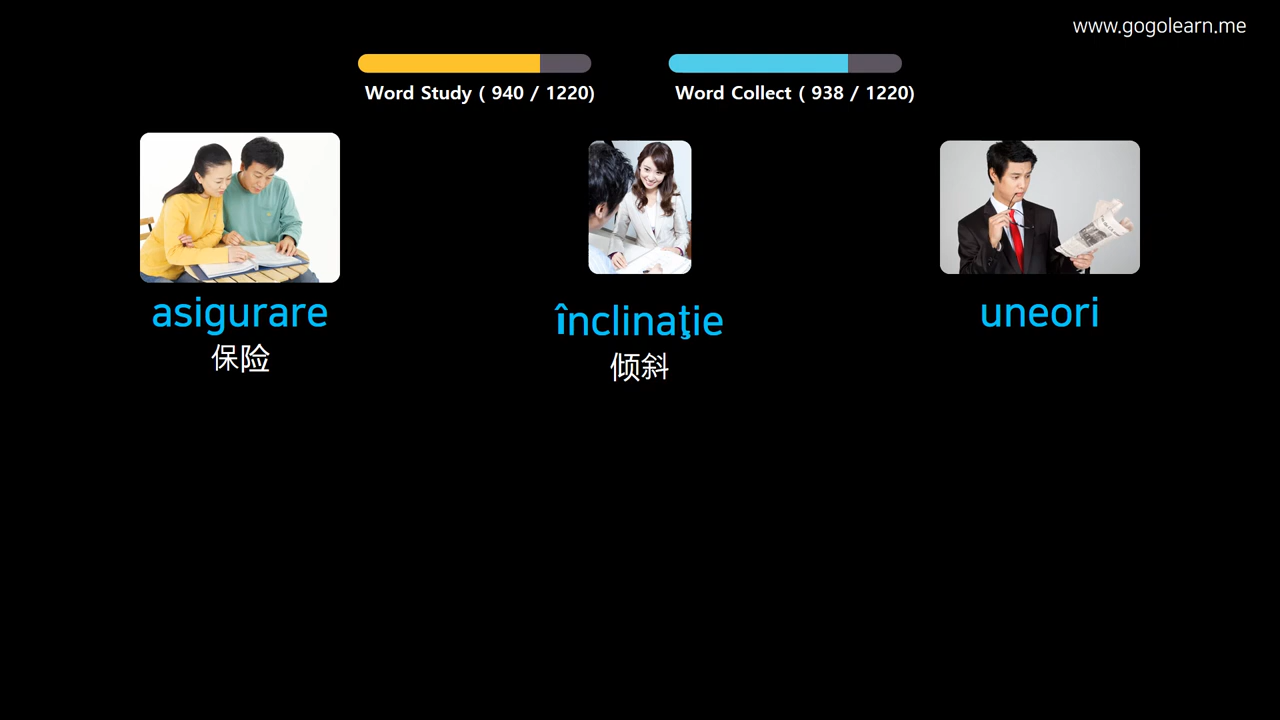 www.gogolearn.me
Word Study ( 940 / 1220)
Word Collect ( 938 / 1220)
asigurare
保险
înclinaţie
倾斜
uneori